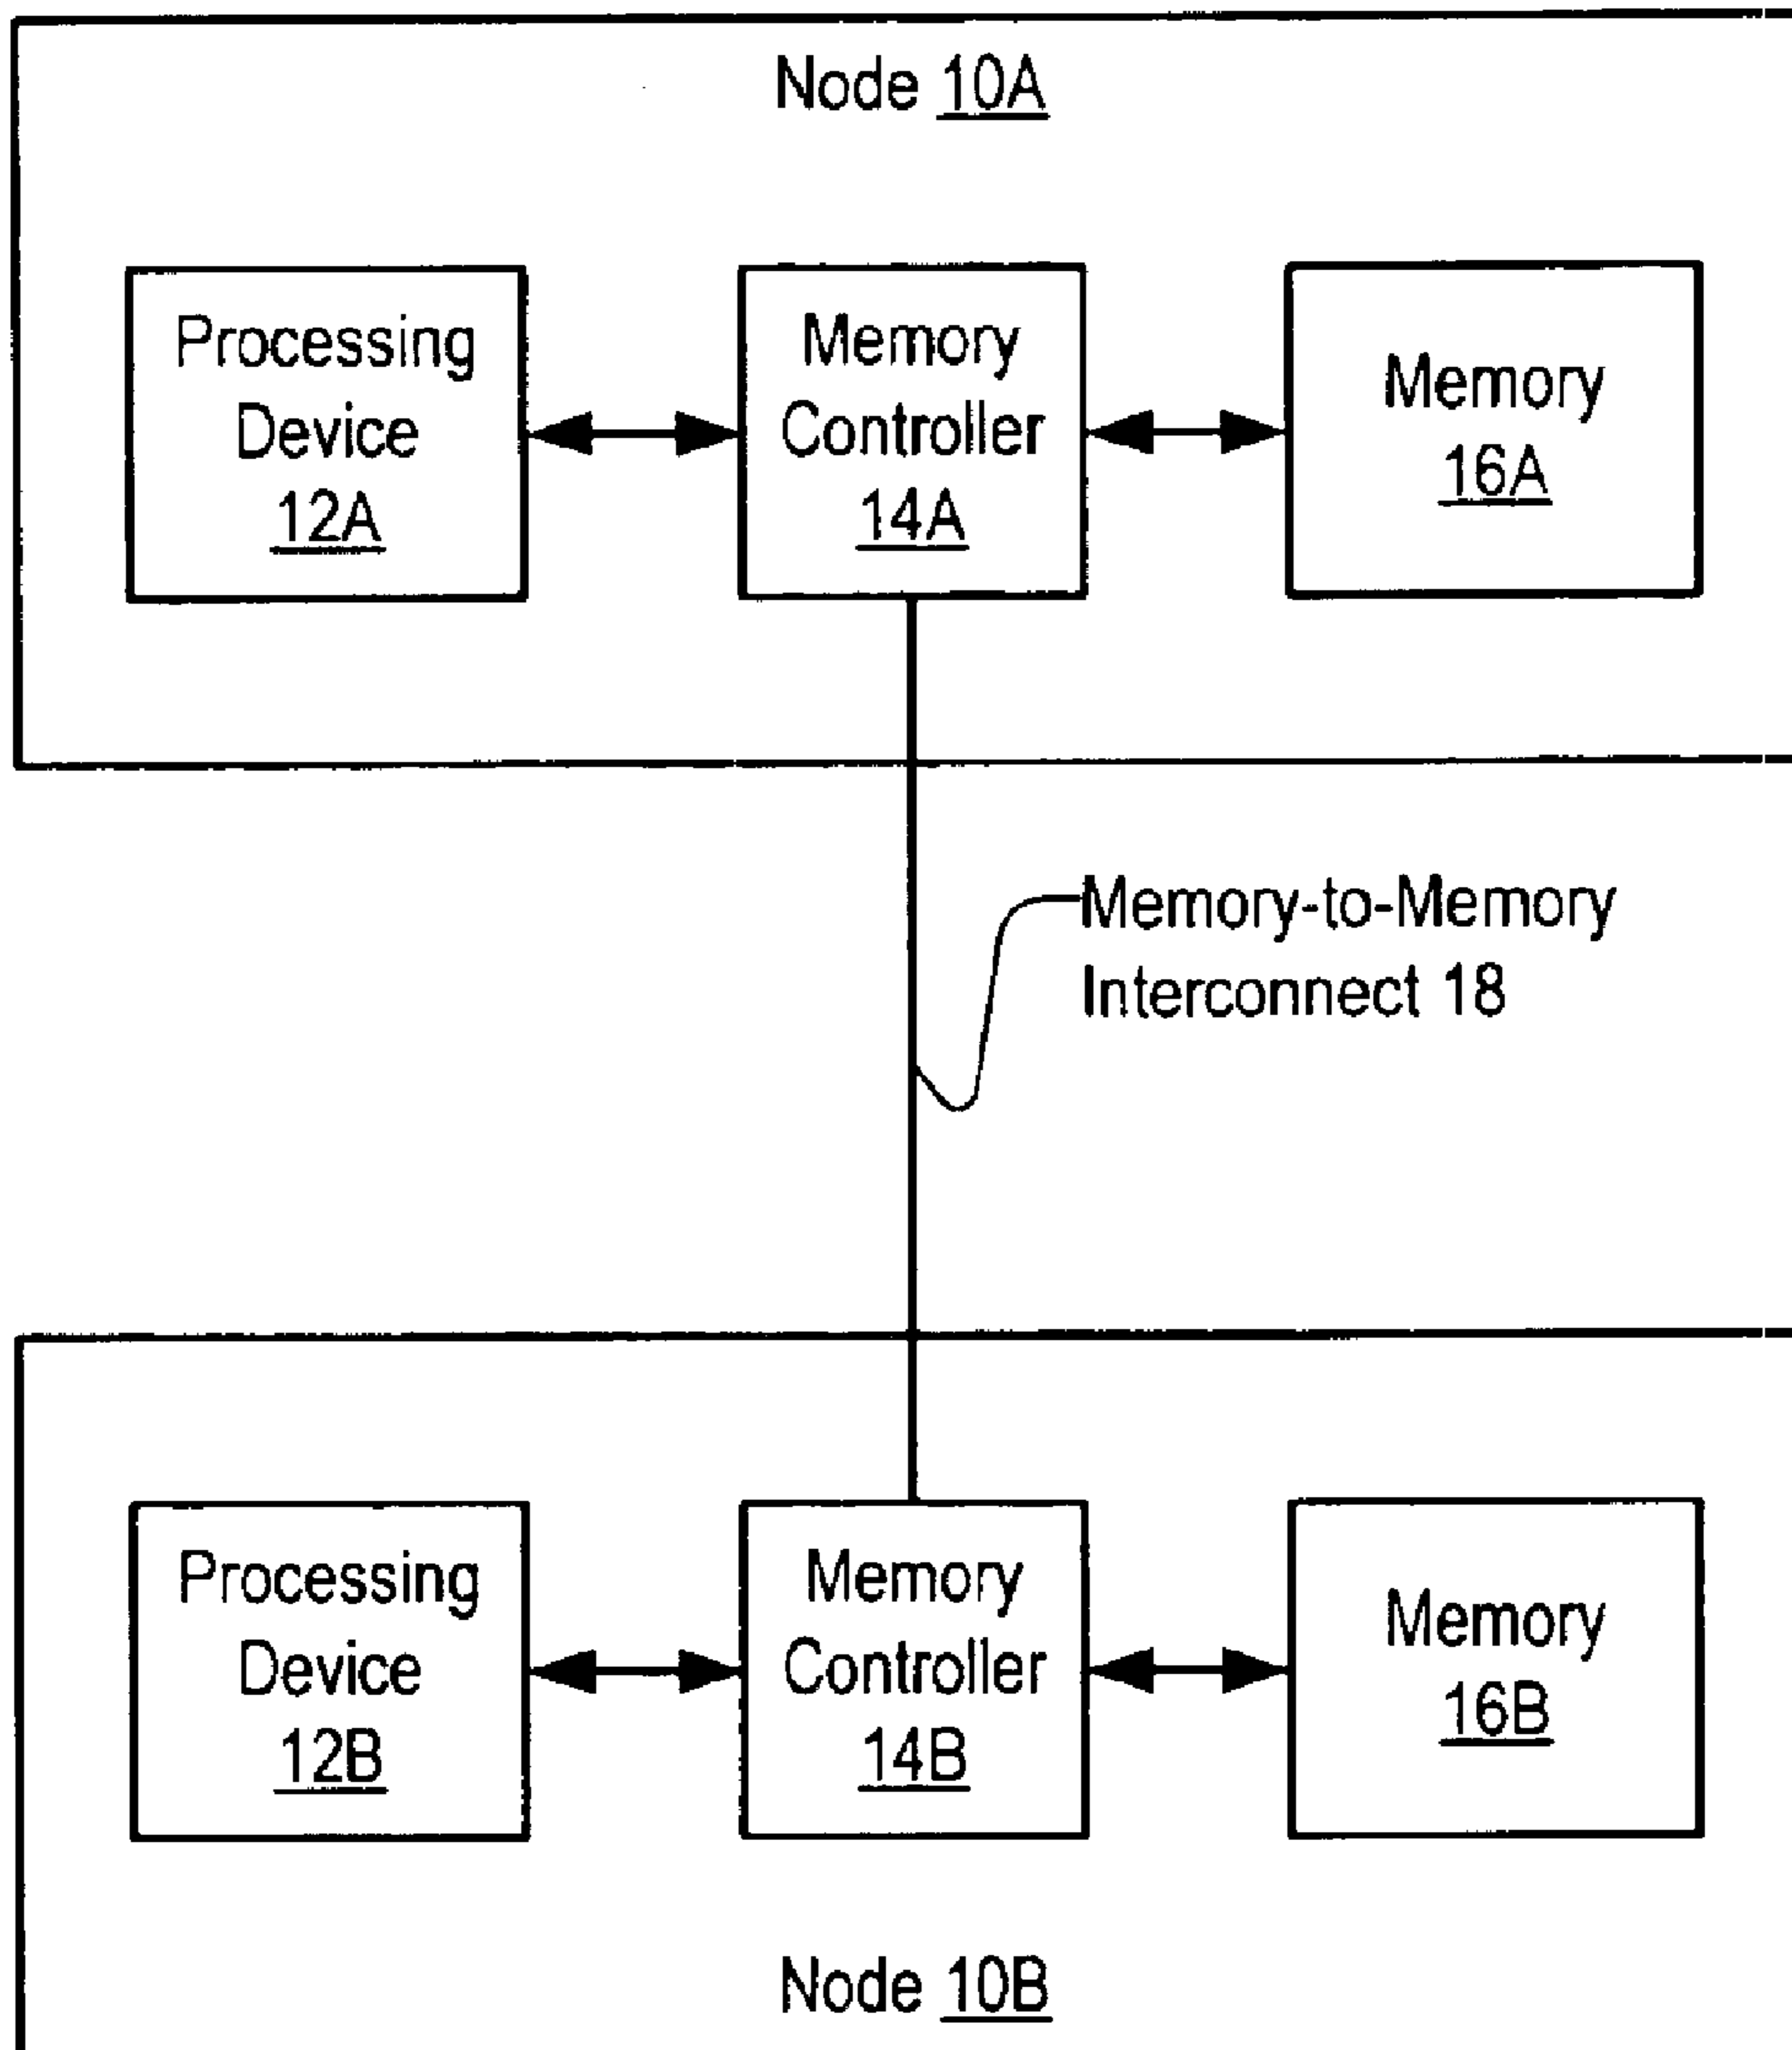 Node 10A
Processing
Device
12A
Memory
Controller
14A
Memory
16A
Memory-to-Memory
Interconnect 18
Processing
Device
12B
Memory
Controller
14B
Memory
16B
Node 10B